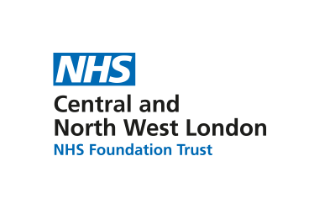 NHS
Central and
North West London
NHS Foundation Trust